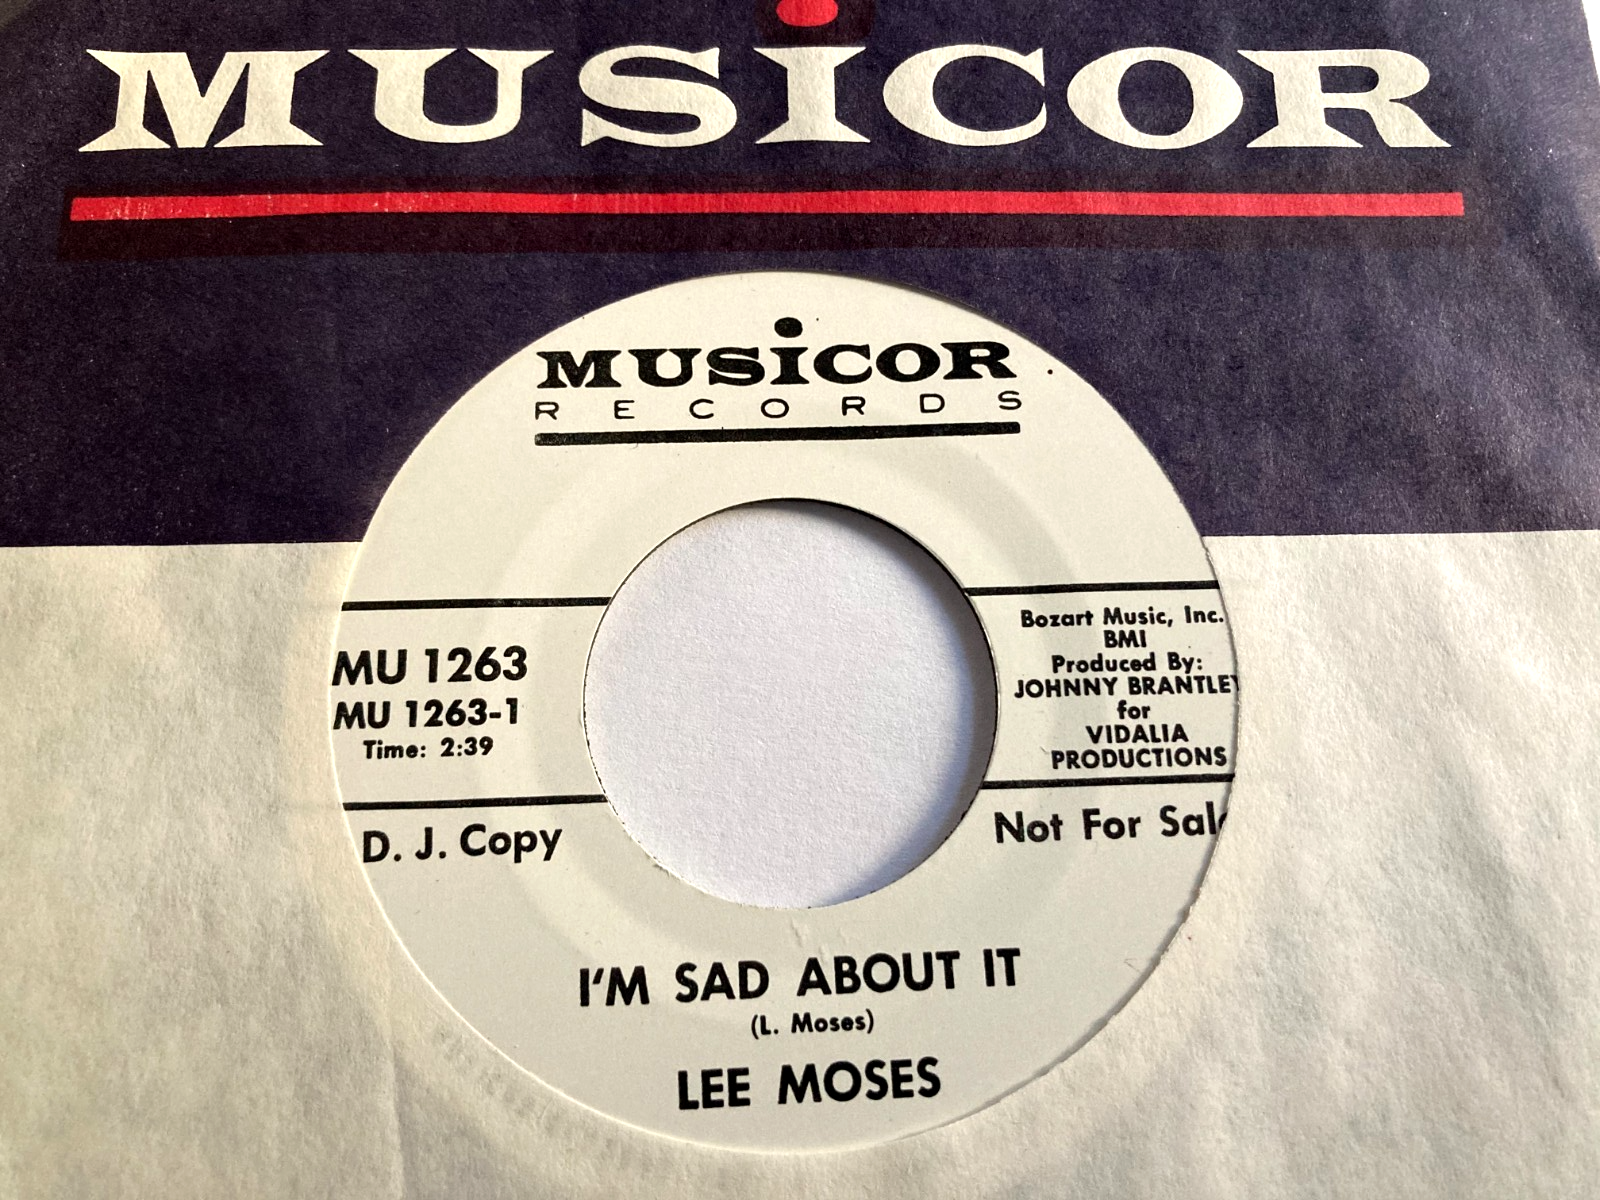 MUSiCOR
MUSiCOR
RECORDS
MU 1263
MU 1263-1
Time: 2:39
Bozart Music, Inc.
BMI
Produced By:
JOHNNY BRANTLEY
for
VIDALIA
PRODUCTIONS
D. J. Copy
Not For Sale
I'M SAD ABOUT IT
(L. Moses)
LEE MOSES